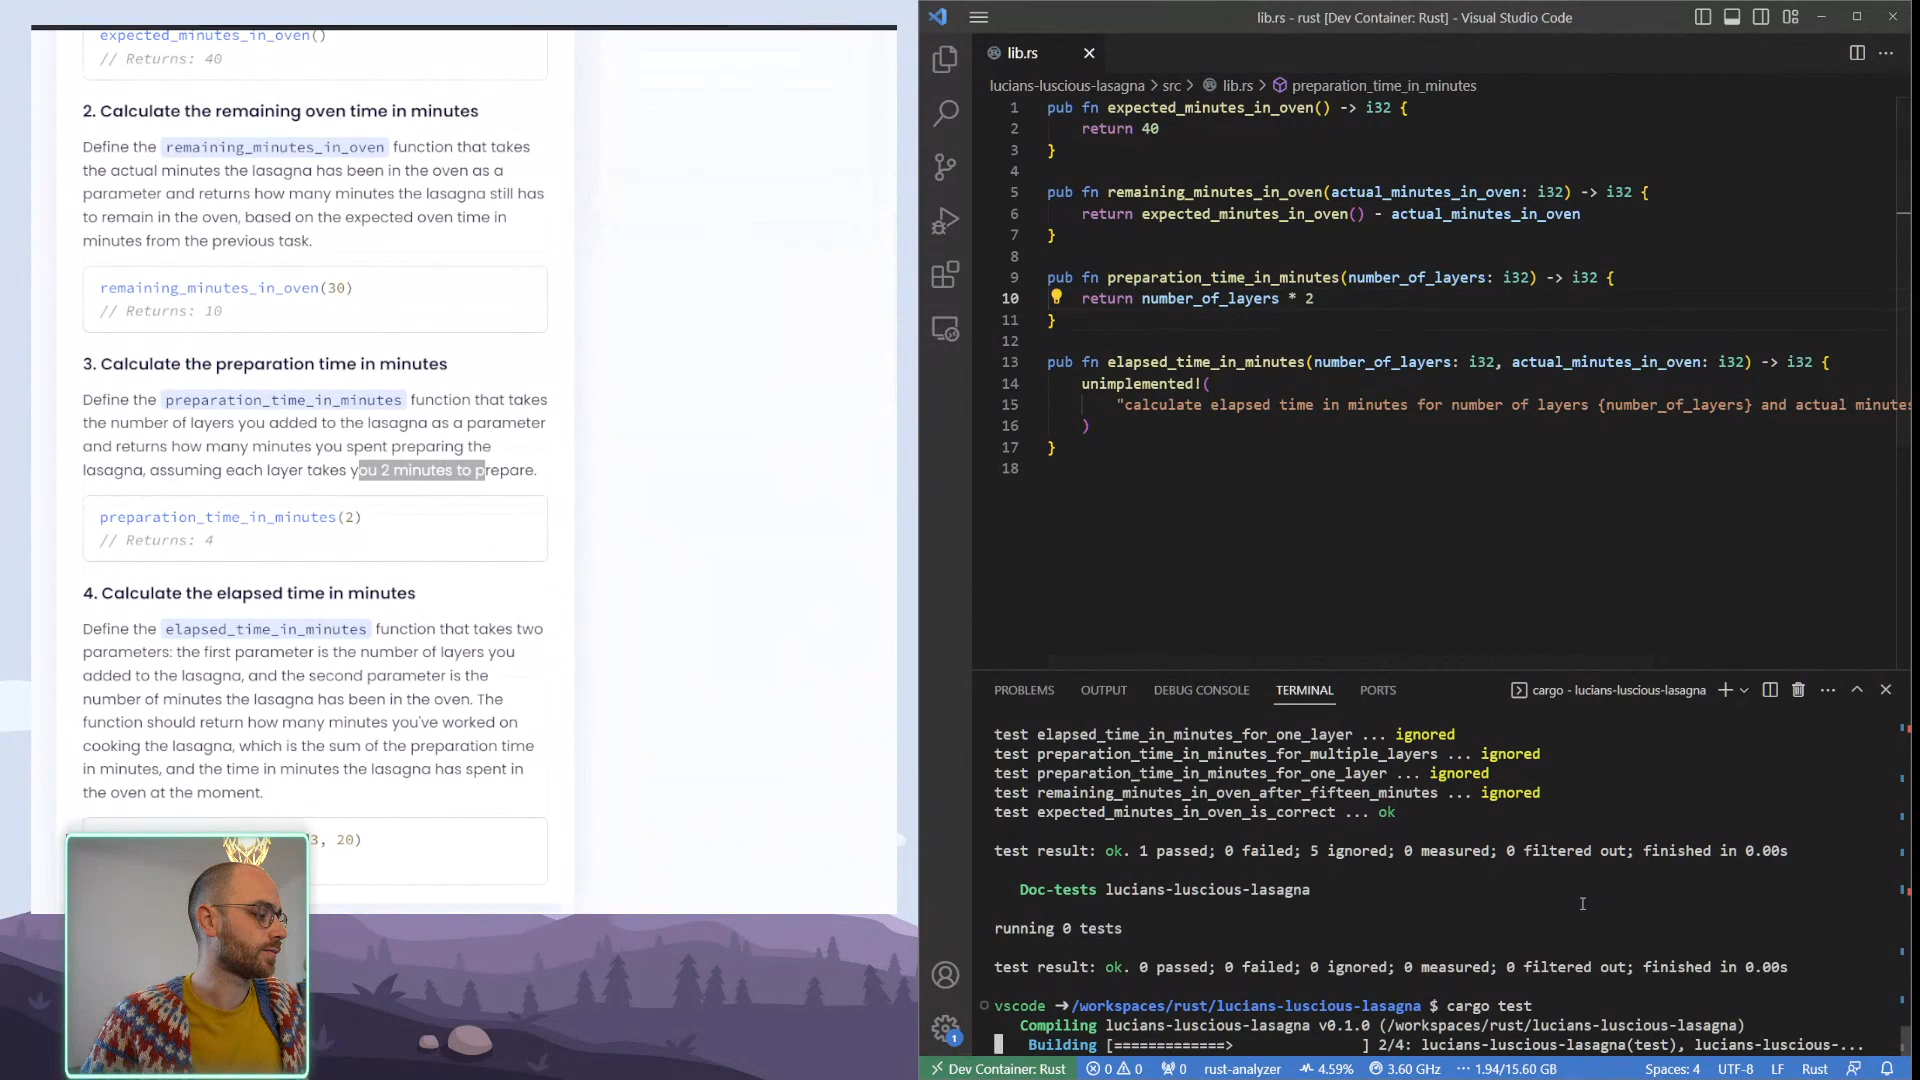 expected_minutes_in_oven()
// Returns: 40
2. Calculate the remaining oven time in minutes
Define the remaining_minutes_in_oven function that takes
the actual minutes the lasagna has been in the oven as a
parameter and returns how many minutes the lasagna still has
to remain in the oven, based on the expected oven time in
minutes from the previous task.
remaining_minutes_in_oven(30)
// Returns: 10
3. Calculate the preparation time in minutes
Define the preparation_time_in_minutes function that takes
the number of layers you added to the lasagna as a parameter
and returns how many minutes you spent preparing the
lasagna, assuming each layer takes you 2 minutes to prepare.
preparation_time_in_minutes(2)
// Returns: 4
4. Calculate the elapsed time in minutes
Define the elapsed_time_in_minutes function that takes two
parameters: the first parameter is the number of layers you
added to the lasagna, and the second parameter is the
number of minutes the lasagna has been in the oven. The
function should return how many minutes you've worked on
cooking the lasagna, which is the sum of the preparation time
in minutes, and the time in minutes the lasagna has spent in
the oven at the moment.
3, 20)
lib.rs - rust [Dev Container: Rust] - Visual Studio Code
lib.rs
lucians-luscious-lasagna > src > lib.rs > preparation_time_in_minutes
1 pub fn expected_minutes_in_oven() -> i32 {
2 return 40
3 }
4
5 pub fn remaining_minutes_in_oven(actual_minutes_in_oven: i32) -> i32 {
6 return expected_minutes_in_oven() - actual_minutes_in_oven
7 }
8
9 pub fn preparation_time_in_minutes(number_of_layers: i32) -> i32 {
10 return number_of_layers * 2
11 }
12
13 pub fn elapsed_time_in_minutes(number_of_layers: i32, actual_minutes_in_oven: i32) -> i32 {
14 unimplemented!(
15 "calculate elapsed time in minutes for number of layers {number_of_layers} and actual minutes
16 )
17 }
18
PROBLEMS OUTPUT DEBUG CONSOLE TERMINAL PORTS cargo - lucians-luscious-lasagna
test elapsed_time_in_minutes_for_one_layer ... ignored
test preparation_time_in_minutes_for_multiple_layers ... ignored
test preparation_time_in_minutes_for_one_layer ... ignored
test remaining_minutes_in_oven_after_fifteen_minutes ... ignored
test expected_minutes_in_oven_is_correct ... ok
test result: ok. 1 passed; 0 failed; 5 ignored; 0 measured; 0 filtered out; finished in 0.00s
Doc-tests lucians-luscious-lasagna
running 0 tests
test result: ok. 0 passed; 0 failed; 0 ignored; 0 measured; 0 filtered out; finished in 0.00s
vscode ➜ /workspaces/rust/lucians-luscious-lasagna $ cargo test
Compiling lucians-luscious-lasagna v0.1.0 (/workspaces/rust/lucians-luscious-lasagna)
Building [=============> ] 2/4: lucians-luscious-lasagna(test), lucians-luscious-...
1
Dev Container: Rust 0 0 0 rust-analyzer 4.59% 3.60 GHz 1.94/15.60 GB Spaces: 4 UTF-8 LF Rust